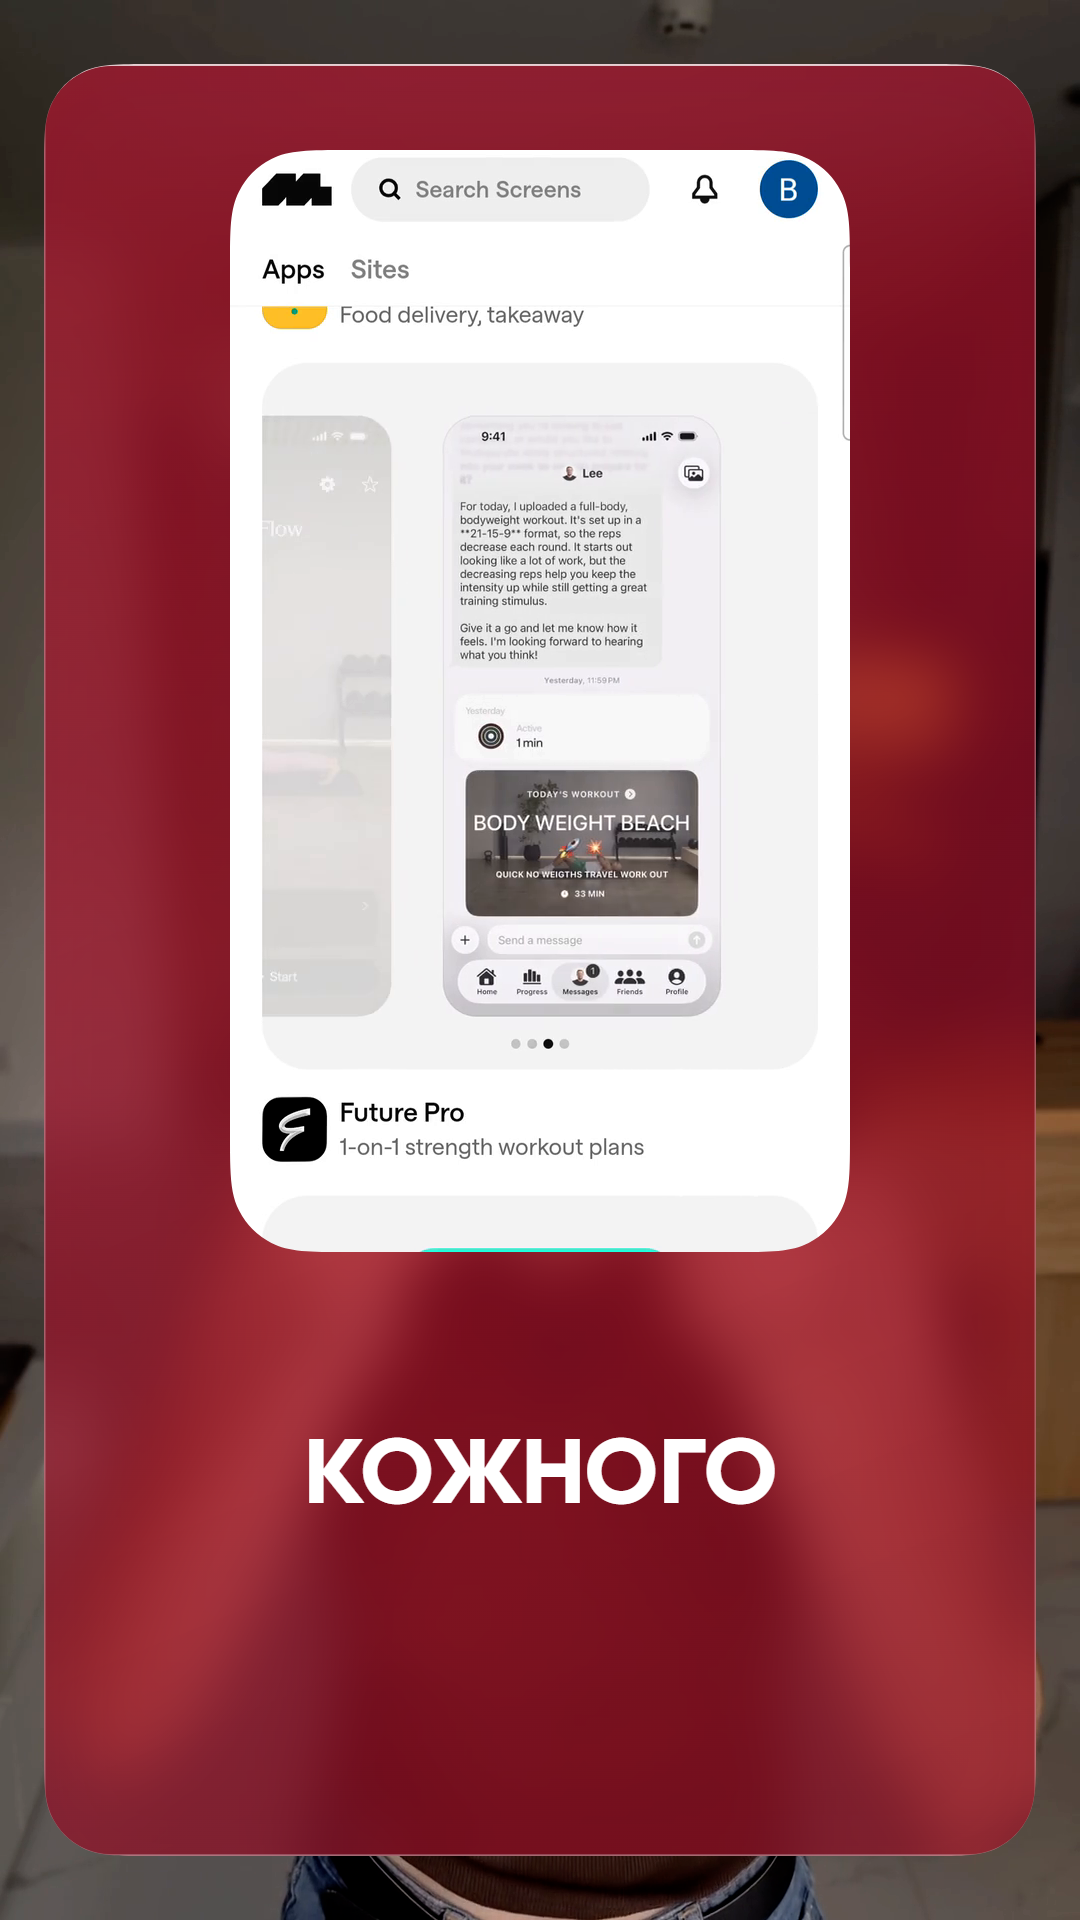 Search Screens
B
Apps Sites
Food delivery, takeaway
Flow
Start
9:41
Lee
For today, I uploaded a full-body,
bodyweight workout. It's set up in a
**21-15-9** format, so the reps
decrease each round. It starts out
looking like a lot of work, but the
decreasing reps help you keep the
intensity up while still getting a great
training stimulus.
Give it a go and let me know how it
feels. I'm looking forward to hearing
what you think!
Yesterday, 11:59 PM
Yesterday
Active
1 min
TODAY'S WORKOUT
BODY WEIGHT BEACH
QUICK NO WEIGTHS TRAVEL WORK OUT
33 MIN
Send a message
1
Home Progress Messages Friends Profile
Future Pro
1-on-1 strength workout plans
КОЖНОГО